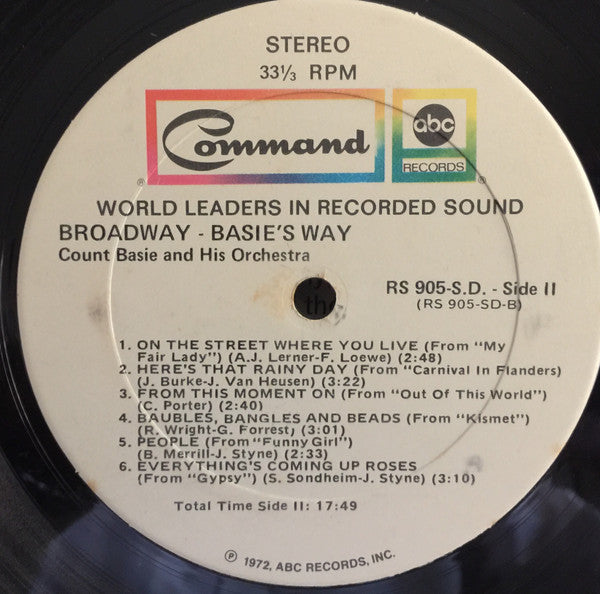 STEREO
33⅓ RPM
Command
abc
RECORDS
®
®
WORLD LEADERS IN RECORDED SOUND
BROADWAY - BASIE'S WAY
Count Basie and His Orchestra
RS 905-S.D. - Side II
(RS 905-SD-B)
the
1. ON THE STREET WHERE YOU LIVE (From "My
Fair Lady") (A.J. Lerner-F. Loewe) (2:48)
2. HERE'S THAT RAINY DAY (From "Carnival In Flanders)
(J. Burke-J. Van Heusen) (3:22)
3. FROM THIS MOMENT ON (From "Out Of This World")
(C. Porter) (2:40)
4. BAUBLES, BANGLES AND BEADS (From "Kismet")
(R. Wright-G. Forrest) (3:01)
5. PEOPLE (From "Funny Girl")
(B. Merrill-J. Styne) (2:33)
6. EVERYTHING'S COMING UP ROSES
(From "Gypsy") (S. Sondheim-J. Styne) (3:10)
Total Time Side II: 17:49
℗ 1972, ABC RECORDS, INC.